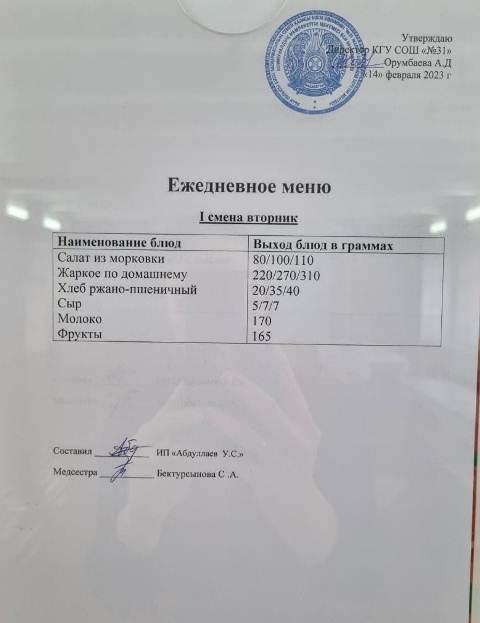 Утверждаю
Директор КГУ СОШ «№31»
Орумбаева А.Д
«14» февраля 2023 г
Ежедневное меню
I смена вторник
Наименование блюд Выход блюд в граммах
Салат из морковки 80/100/110
Жаркое по домашнему 220/270/310
Хлеб ржано-пшеничный 20/35/40
Сыр 5/7/7
Молоко 170
Фрукты 165
Составил ИП «Абдуллаев У.С.»
Медсестра Бектурсынова С .А.